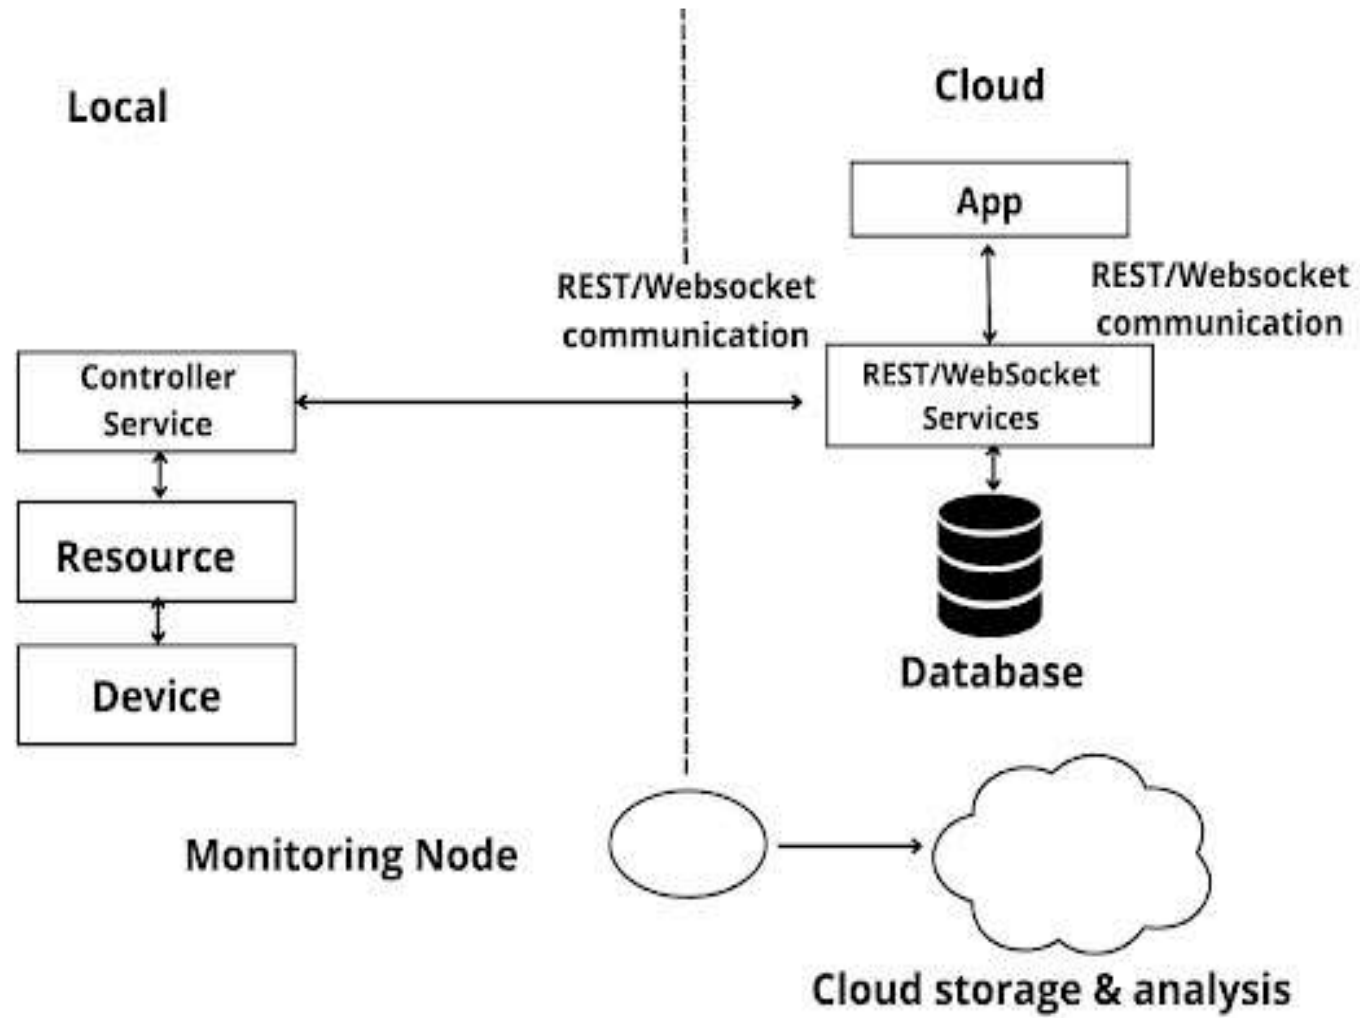 Local
Cloud
App
REST/Websocket
communication
REST/Websocket
communication
Controller
Service
REST/WebSocket
Services
Resource
Device
Database
Monitoring Node
Cloud storage & analysis